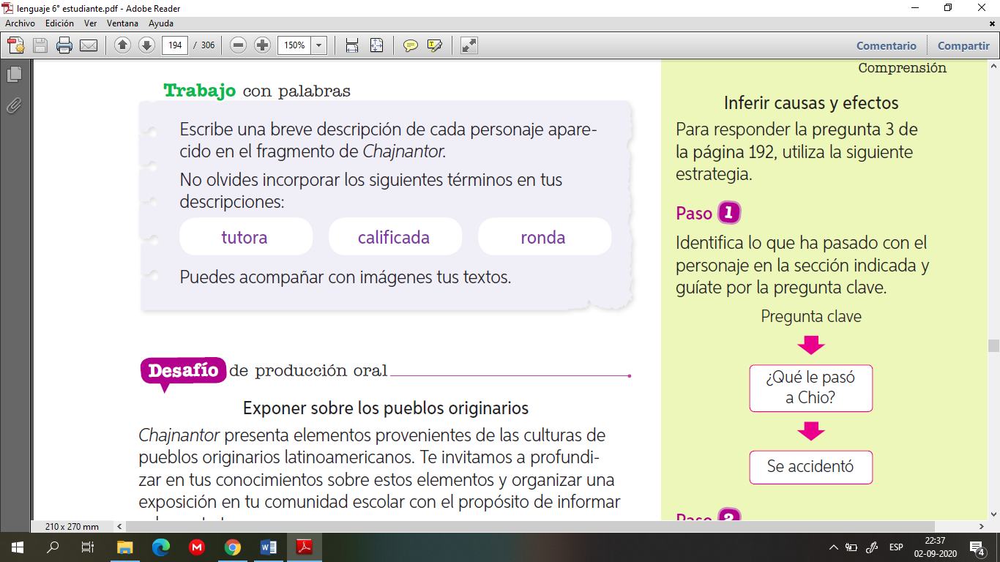 lenguaje 6° estudiante.pdf - Adobe Reader
Archivo Edición Ver Ventana Ayuda
194 / 306 150% Comentario Compartir
Trabajo con palabras
Escribe una breve descripción de cada personaje apare-
cido en el fragmento de Chajnantor.
No olvides incorporar los siguientes términos en tus
descripciones:
tutora calificada ronda
Puedes acompañar con imágenes tus textos.
Desafío de producción oral
Exponer sobre los pueblos originarios
Chajnantor presenta elementos provenientes de las culturas de
pueblos originarios latinoamericanos. Te invitamos a profundi-
zar en tus conocimientos sobre estos elementos y organizar una
exposición en tu comunidad escolar con el propósito de informar
Comprensión
Inferir causas y efectos
Para responder la pregunta 3 de
la página 192, utiliza la siguiente
estrategia.
Paso 1
Identifica lo que ha pasado con el
personaje en la sección indicada y
guíate por la pregunta clave.
Pregunta clave
¿Qué le pasó
a Chio?
Se accidentó
Paso 2
210 x 270 mm
ESP
22:37
02-09-2020
4